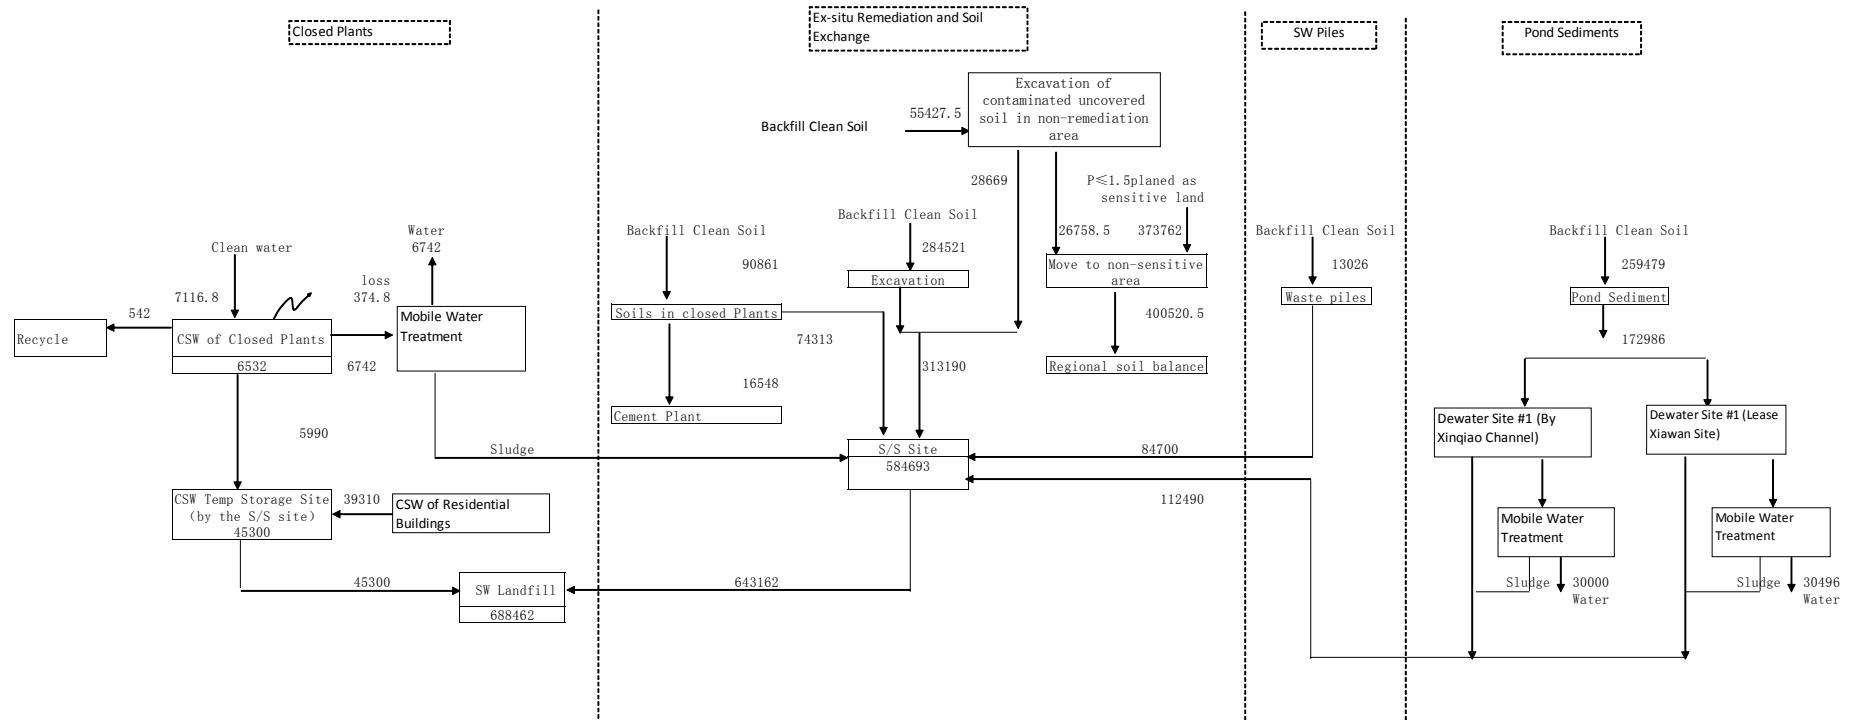 Closed Plants
Ex-situ Remediation and Soil
Exchange
SW Piles
Pond Sediments
Excavation of
contaminated uncovered
soil in non-remediation
area
55427.5
Backfill Clean Soil
28669
P≤1.5planed as
sensitive land
26758.5
373762
Move to non-sensitive
area
400520.5
Regional soil balance
Backfill Clean Soil
284521
Excavation
313190
Backfill Clean Soil
90861
Soils in closed Plants
74313
16548
Cement Plant
Clean water
7116.8
Water
6742
loss
374.8
542
Recycle
CSW of Closed Plants
6532
6742
Mobile Water
Treatment
5990
Sludge
S/S Site
584693
CSW Temp Storage Site
(by the S/S site)
45300
39310
CSW of Residential
Buildings
45300
SW Landfill
688462
643162
Backfill Clean Soil
13026
Waste piles
84700
112490
Backfill Clean Soil
259479
Pond Sediment
172986
Dewater Site #1 (By
Xinqiao Channel)
Dewater Site #1 (Lease
Xiawan Site)
Mobile Water
Treatment
Mobile Water
Treatment
Sludge
30000
Water
Sludge
30496
Water